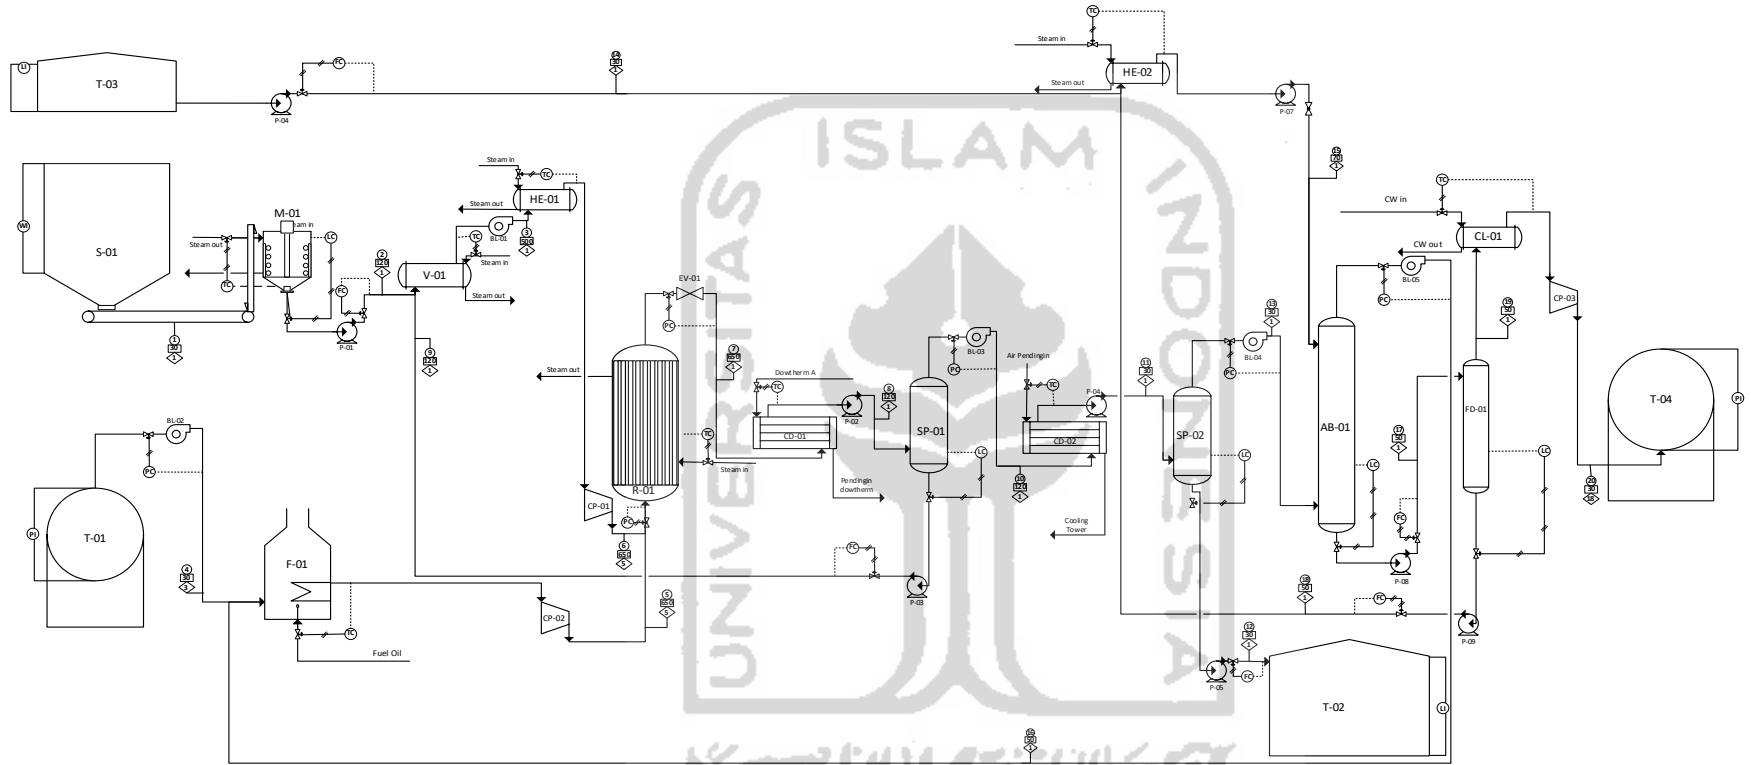 TC
Steam in
LI
T-03
FC
14
30
1
HE-02
Steam out
P-04
P-07
ISLAM
15
70
1
Steam in
TC
HE-01
Steam out
BL-01
3
500
1
TC
Steam in
WI
S-01
M-01
Steam out
LC
TC
FC
P-01
2
120
1
V-01
Steam out
1
30
1
9
120
1
UNIVERSITAS
INDONESIA
TC
CW in
CL-01
CW out
BL-05
PC
CP-03
19
50
1
EV-01
PC
7
650
1
Steam out
Dowtherm A
TC
CD-01
P-02
8
120
1
SP-01
BL-03
PC
LC
Air Pendingin
TC
CD-02
P-04
11
30
1
SP-02
BL-04
13
30
1
PC
LC
AB-01
LC
17
50
1
FC
P-08
FD-01
LC
T-04
PI
20
30
18
BL-02
PC
4
30
3
PI
T-01
F-01
TC
Fuel Oil
CP-02
5
650
5
CP-01
PC
6
650
5
R-01
TC
Steam in
Pendingin
dowtherm
10
120
1
Cooling
Tower
FC
P-03
18
50
1
FC
P-09
12
30
1
P-05
FC
T-02
LI
16
50
1